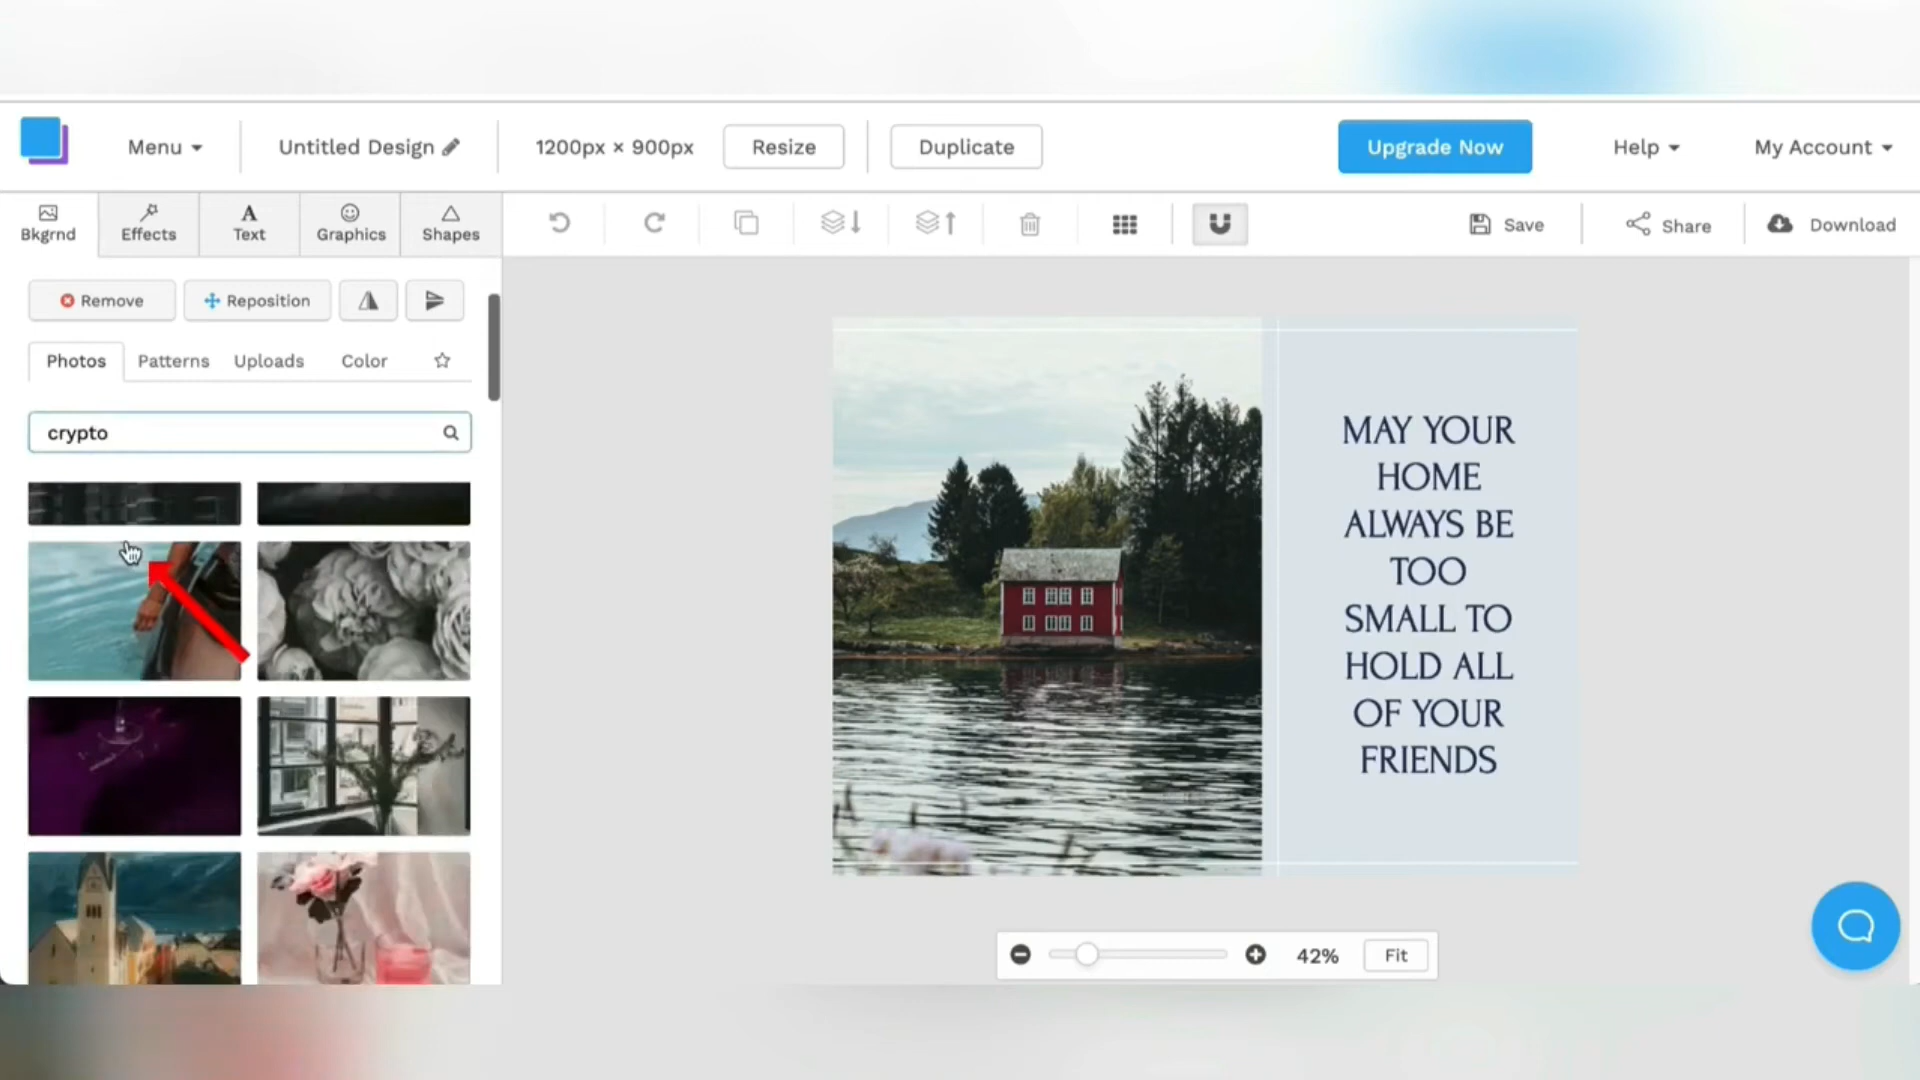 Menu
Untitled Design
1200px × 900px
Resize
Duplicate
Upgrade Now
Help
My Account
Bkgrnd
Effects
Text
Graphics
Shapes
Save
Share
Download
Remove
Reposition
Photos
Patterns
Uploads
Color
crypto
MAY YOUR
HOME
ALWAYS BE
TOO
SMALL TO
HOLD ALL
OF YOUR
FRIENDS
42%
Fit